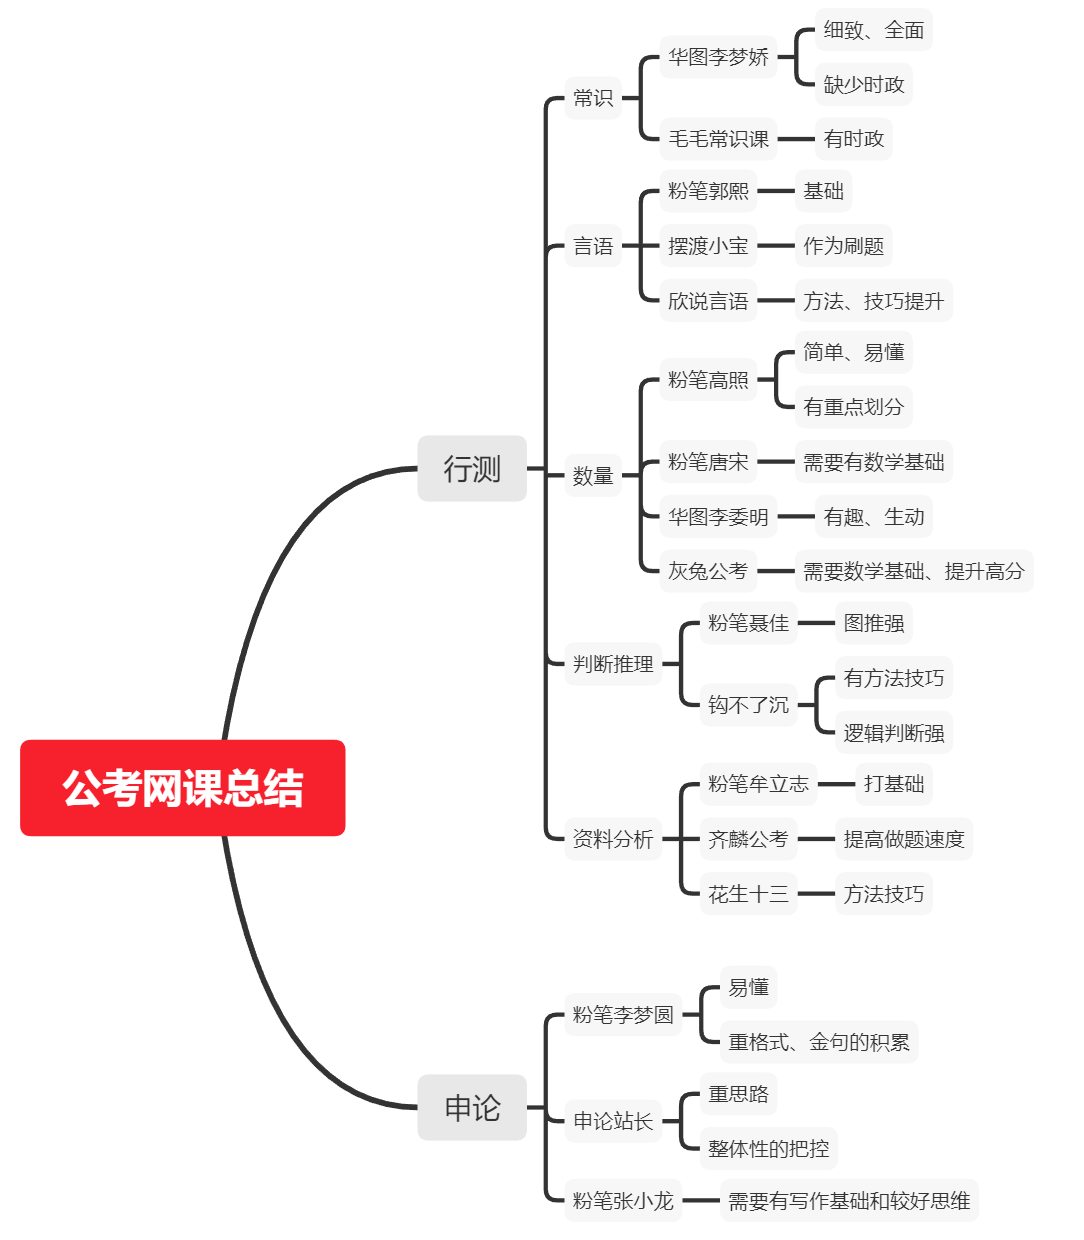 公考网课总结
行测
常识
华图李梦娇
细致、全面
缺少时政
毛毛常识课
有时政
言语
粉笔郭熙
基础
摆渡小宝
作为刷题
欣说言语
方法、技巧提升
数量
粉笔高照
简单、易懂
有重点划分
粉笔唐宋
需要有数学基础
华图李委明
有趣、生动
灰兔公考
需要数学基础、提升高分
判断推理
粉笔聂佳
图推强
钩不了沉
有方法技巧
逻辑判断强
资料分析
粉笔牟立志
打基础
齐麟公考
提高做题速度
花生十三
方法技巧
申论
粉笔李梦圆
易懂
重格式、金句的积累
申论站长
重思路
整体性的把控
粉笔张小龙
需要有写作基础和较好思维